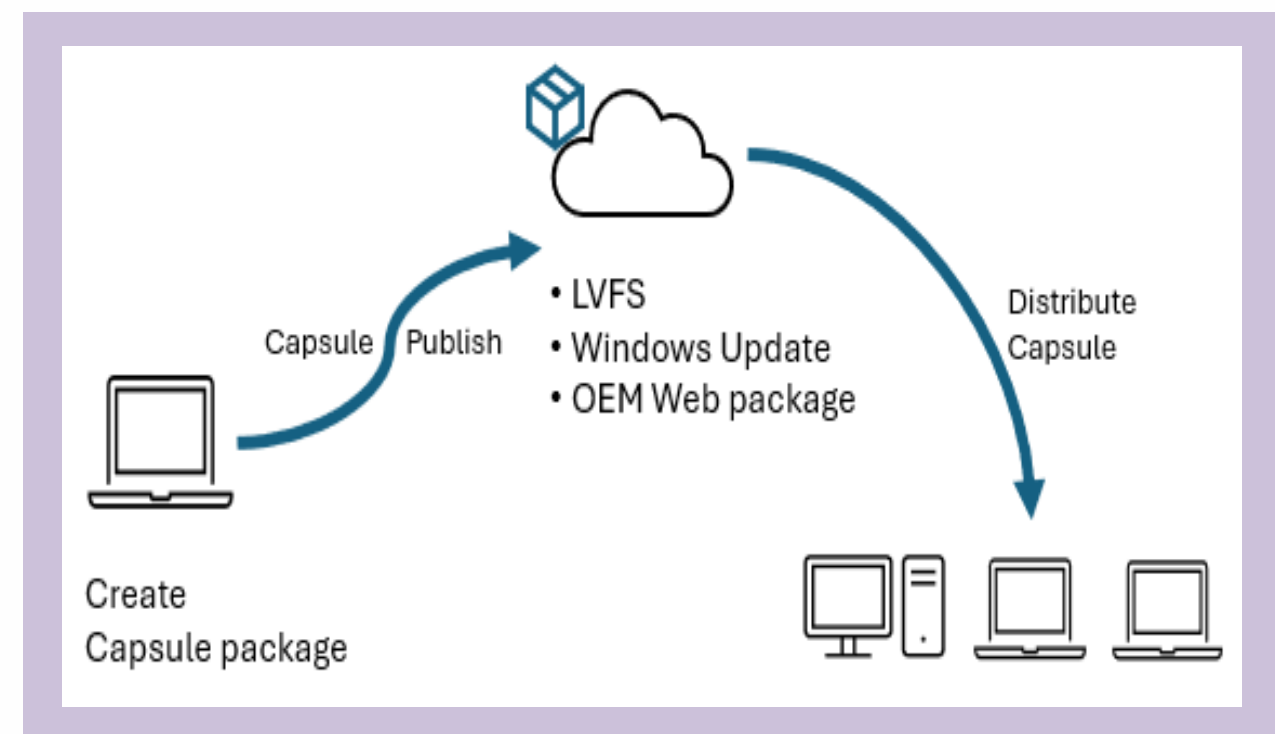 Capsule Publish
• LVFS
• Windows Update
• OEM Web package
Distribute
Capsule
Create
Capsule package